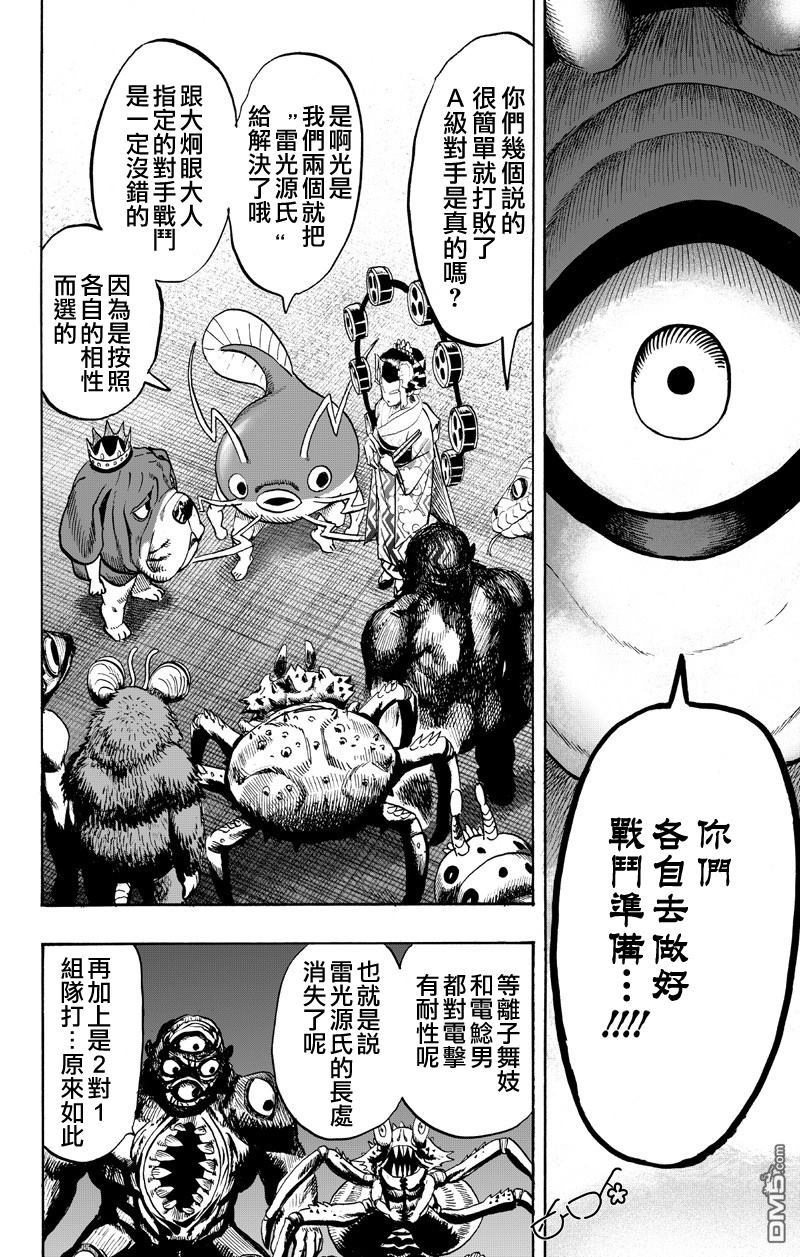 你們
各自去做好
戰鬥準備…!!!!
你們幾個說的
很簡單就打敗了
A級對手是真的嗎?
是啊光是
我們兩個就把
"雷光源氏"
給解決了哦
跟大炯眼大人
指定的對手戰鬥
是一定沒錯的
因為是按照
各自的相性
而選的
等離子舞妓
和電鯰男
都對電擊
有耐性呢
也就是說
雷光源氏的長處
消失了呢
再加上是2對1
組隊打…原來如此
DM5.com